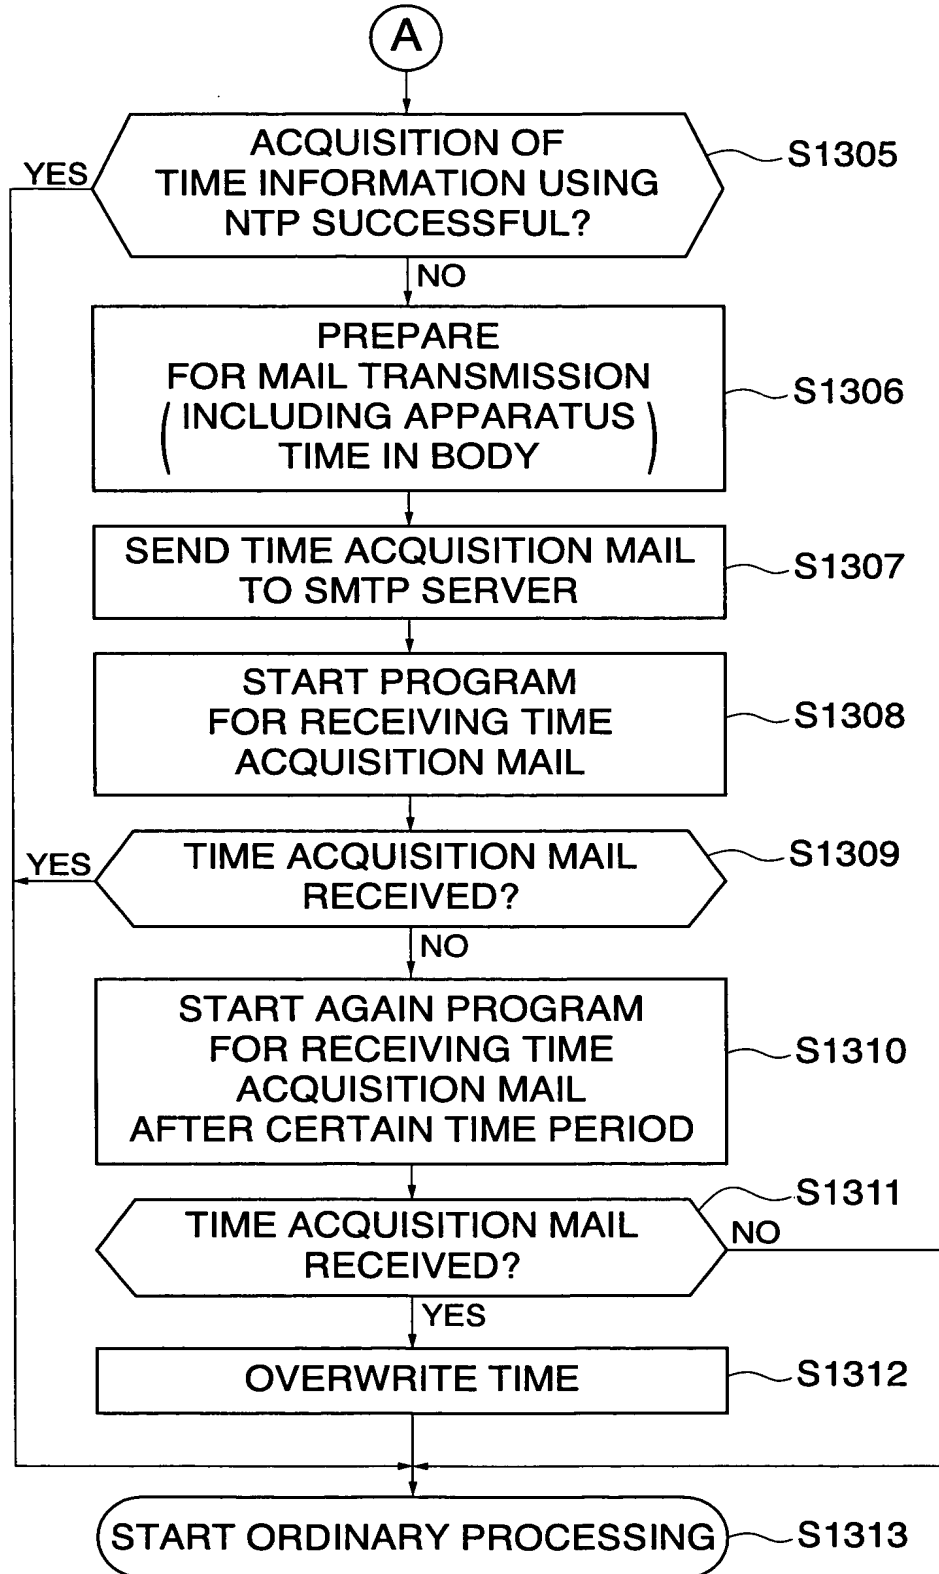 A
ACQUISITION OF
TIME INFORMATION USING
NTP SUCCESSFUL?
S1305
YES
NO
PREPARE
FOR MAIL TRANSMISSION
(INCLUDING APPARATUS
TIME IN BODY)
S1306
SEND TIME ACQUISITION MAIL
TO SMTP SERVER
S1307
START PROGRAM
FOR RECEIVING TIME
ACQUISITION MAIL
S1308
TIME ACQUISITION MAIL
RECEIVED?
S1309
YES
NO
START AGAIN PROGRAM
FOR RECEIVING TIME
ACQUISITION MAIL
AFTER CERTAIN TIME PERIOD
S1310
TIME ACQUISITION MAIL
RECEIVED?
S1311
NO
YES
OVERWRITE TIME
S1312
START ORDINARY PROCESSING
S1313